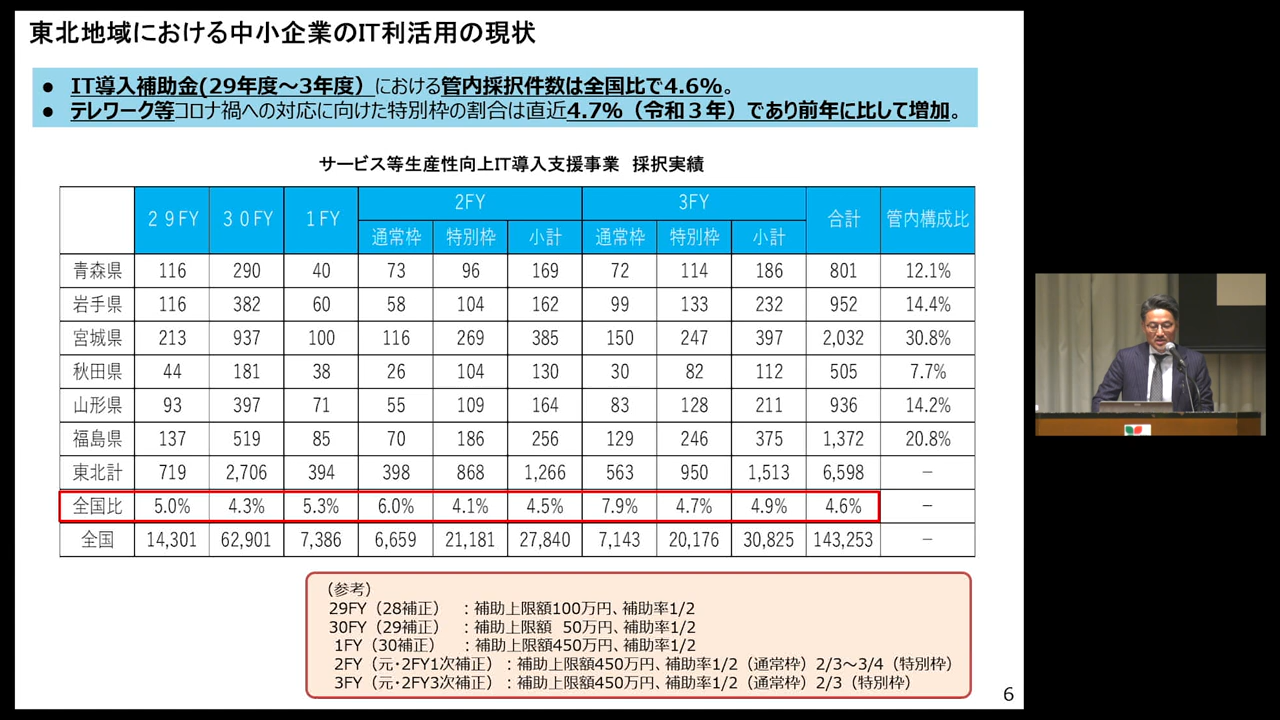 東北地域における中小企業のIT利活用の現状
● IT導入補助金(29年度～3年度）における管内採択件数は全国比で4.6%。
● テレワーク等コロナ禍への対応に向けた特別枠の割合は直近4.7%（令和３年）であり前年に比して増加。
サービス等生産性向上IT導入支援事業　採択実績
２９FY ３０FY １FY 2FY 3FY 合計 管内構成比
通常枠 特別枠 小計 通常枠 特別枠 小計
青森県 116 290 40 73 96 169 72 114 186 801 12.1%
岩手県 116 382 60 58 104 162 99 133 232 952 14.4%
宮城県 213 937 100 116 269 385 150 247 397 2,032 30.8%
秋田県 44 181 38 26 104 130 30 82 112 505 7.7%
山形県 93 397 71 55 109 164 83 128 211 936 14.2%
福島県 137 519 85 70 186 256 129 246 375 1,372 20.8%
東北計 719 2,706 394 398 868 1,266 563 950 1,513 6,598 －
全国比 5.0% 4.3% 5.3% 6.0% 4.1% 4.5% 7.9% 4.7% 4.9% 4.6% －
全国 14,301 62,901 7,386 6,659 21,181 27,840 7,143 20,176 30,825 143,253 －
（参考）
29FY（28補正）　：補助上限額100万円、補助率1/2
30FY（29補正）　：補助上限額 50万円、補助率1/2
1FY（30補正）　：補助上限額450万円、補助率1/2
2FY（元・2FY1次補正）：補助上限額450万円、補助率1/2（通常枠）2/3～3/4（特別枠）
3FY（元・2FY3次補正）：補助上限額450万円、補助率1/2（通常枠）2/3（特別枠）
6